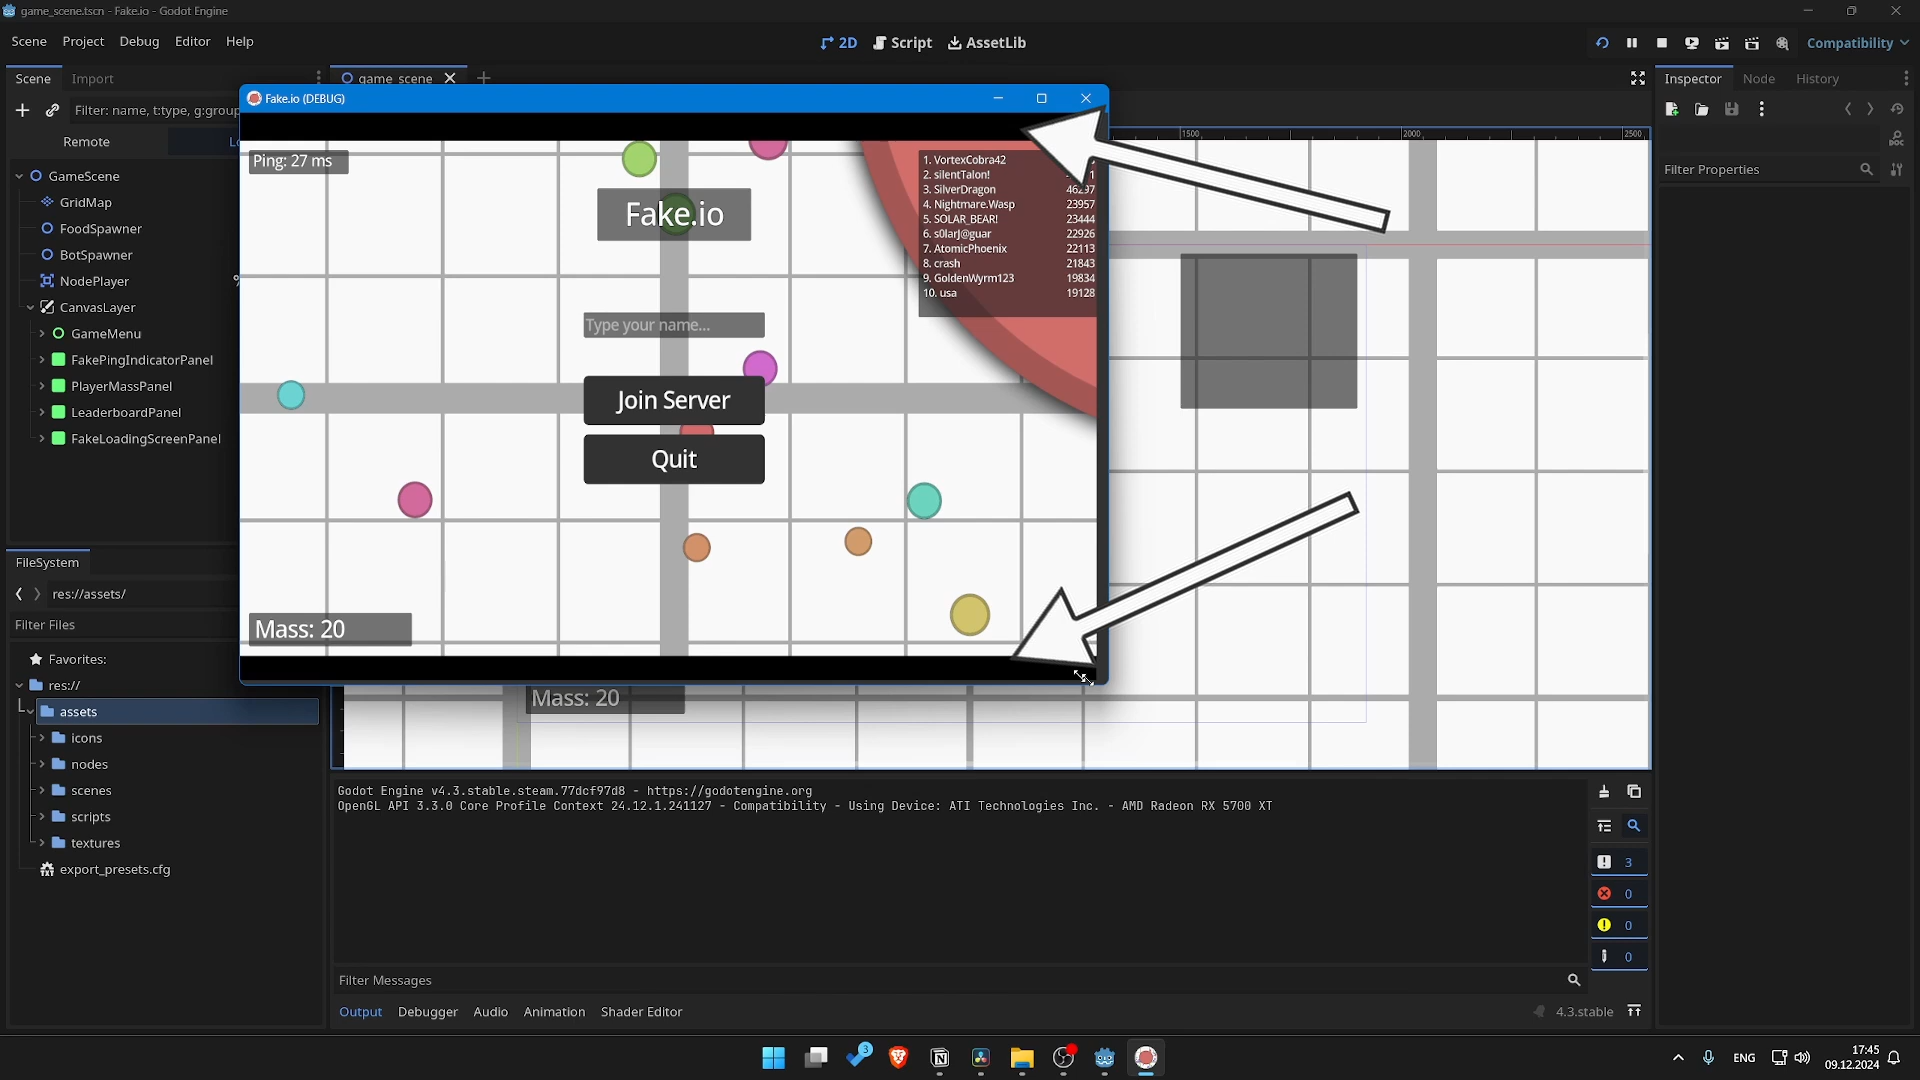 game_scene.tscn - Fake.io - Godot Engine
Scene Project Debug Editor Help
2D Script AssetLib
Compatibility
Scene Import
game_scene
Inspector Node History
Filter: name, t:type, g:group
Remote
Fake.io (DEBUG)
Ping: 27 ms
Fake.io
Type your name...
Join Server
Quit
Mass: 20
1. VortexCobra42
2. silentTalon!
3. SilverDragon 46297
4. Nightmare.Wasp 23957
5. SOLAR_BEAR! 23444
6. s0larJ@guar 22926
7. AtomicPhoenix 22113
8. crash 21843
9. GoldenWyrm123 19834
10. usa 19128
1500 2000 2500
Mass: 20
Filter Properties
GameScene
GridMap
FoodSpawner
BotSpawner
NodePlayer
CanvasLayer
GameMenu
FakePingIndicatorPanel
PlayerMassPanel
LeaderboardPanel
FakeLoadingScreenPanel
FileSystem
res://assets/
Filter Files
Favorites:
res://
assets
icons
nodes
scenes
scripts
textures
export_presets.cfg
Godot Engine v4.3.stable.steam.77dcf97d8 - https://godotengine.org
OpenGL API 3.3.0 Core Profile Context 24.12.1.241127 - Compatibility - Using Device: ATI Technologies Inc. - AMD Radeon RX 5700 XT
3
0
0
0
Filter Messages
Output Debugger Audio Animation Shader Editor
4.3.stable
3
ENG
17:45
09.12.2024